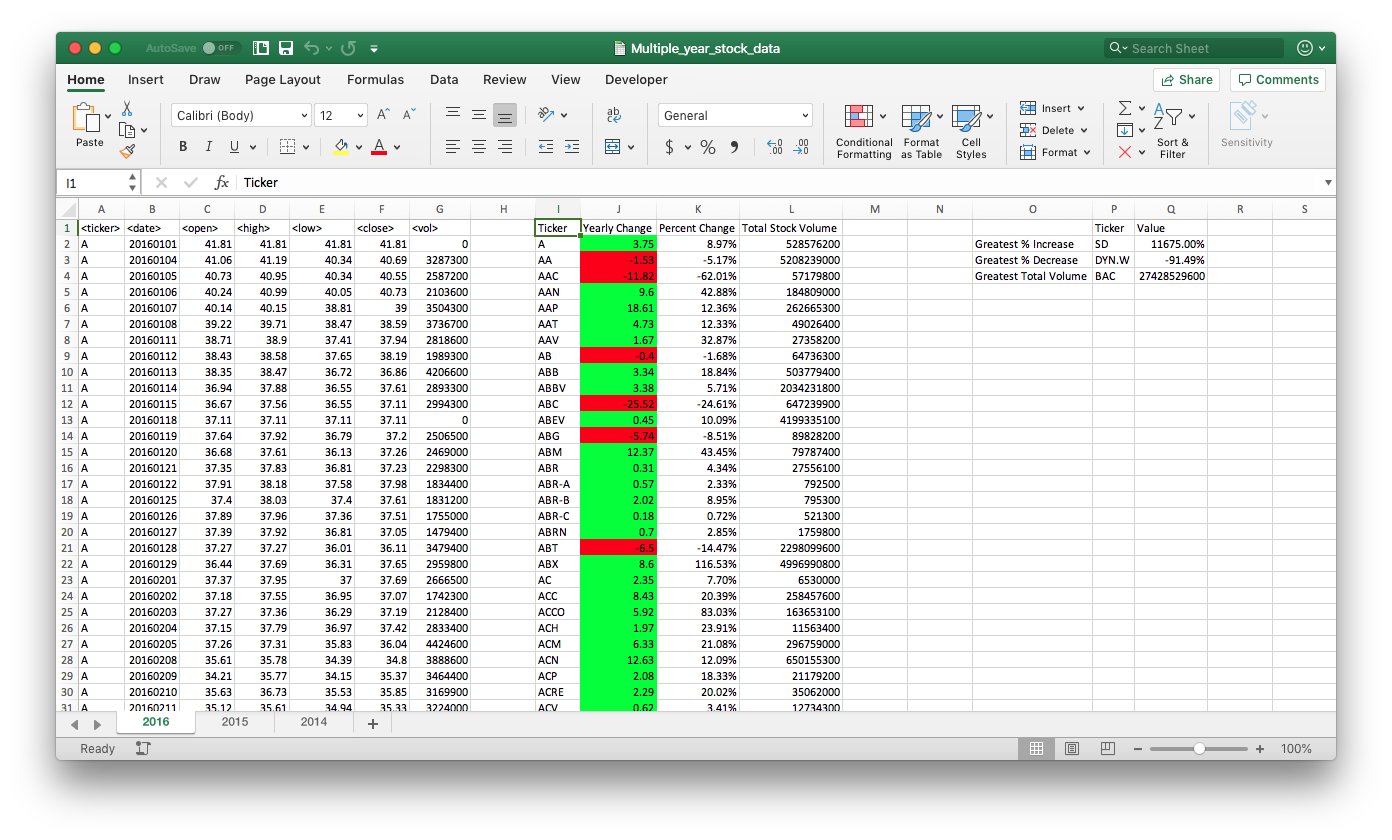 AutoSave OFF Multiple_year_stock_data Search Sheet
Home Insert Draw Page Layout Formulas Data Review View Developer Share Comments
Paste Calibri (Body) 12 A A B I U A ab General $ % Conditional Formatting Format as Table Cell Styles Insert Delete Format Sort & Filter Sensitivity
I1 fx Ticker
A B C D E F G H I J K L M N O P Q R S
1 <ticker> <date> <open> <high> <low> <close> <vol> Ticker Yearly Change Percent Change Total Stock Volume Ticker Value
2 A 20160101 41.81 41.81 41.81 41.81 0 A 3.75 8.97% 528576200 Greatest % Increase SD 11675.00%
3 A 20160104 41.06 41.19 40.34 40.69 3287300 AA -1.53 -5.17% 5208239000 Greatest % Decrease DYN.W -91.49%
4 A 20160105 40.73 40.95 40.34 40.55 2587200 AAC -11.82 -62.01% 57179800 Greatest Total Volume BAC 27428529600
5 A 20160106 40.24 40.99 40.05 40.73 2103600 AAN 9.6 42.88% 184809000
6 A 20160107 40.14 40.15 38.81 39 3504300 AAP 18.61 12.36% 262665300
7 A 20160108 39.22 39.71 38.47 38.59 3736700 AAT 4.73 12.33% 49026400
8 A 20160111 38.71 38.9 37.41 37.94 2818600 AAV 1.67 32.87% 27358200
9 A 20160112 38.43 38.58 37.65 38.19 1989300 AB -0.4 -1.68% 64736300
10 A 20160113 38.35 38.47 36.72 36.86 4206600 ABB 3.34 18.84% 503779400
11 A 20160114 36.94 37.88 36.55 37.61 2893300 ABBV 3.38 5.71% 2034231800
12 A 20160115 36.67 37.56 36.55 37.11 2994300 ABC -25.52 -24.61% 647239900
13 A 20160118 37.11 37.11 37.11 37.11 0 ABEV 0.45 10.09% 4199335100
14 A 20160119 37.64 37.92 36.79 37.2 2506500 ABG -5.74 -8.51% 89828200
15 A 20160120 36.68 37.61 36.13 37.26 2469000 ABM 12.37 43.45% 79787400
16 A 20160121 37.35 37.83 36.81 37.23 2298300 ABR 0.31 4.34% 27556100
17 A 20160122 37.91 38.18 37.58 37.98 1834400 ABR-A 0.57 2.33% 792500
18 A 20160125 37.4 38.03 37.4 37.61 1831200 ABR-B 2.02 8.95% 795300
19 A 20160126 37.89 37.96 37.36 37.51 1755000 ABR-C 0.18 0.72% 521300
20 A 20160127 37.39 37.92 36.81 37.05 1479400 ABRN 0.7 2.85% 1759800
21 A 20160128 37.27 37.27 36.01 36.11 3479400 ABT -6.5 -14.47% 2298099600
22 A 20160129 36.44 37.69 36.31 37.65 2959800 ABX 8.6 116.53% 4996990800
23 A 20160201 37.37 37.95 37 37.69 2666500 AC 2.35 7.70% 6530000
24 A 20160202 37.18 37.55 36.95 37.07 1742300 ACC 8.43 20.39% 258457600
25 A 20160203 37.27 37.36 36.29 37.19 2128400 ACCO 5.92 83.03% 163653100
26 A 20160204 37.15 37.79 36.97 37.42 2833400 ACH 1.97 23.91% 11563400
27 A 20160205 37.26 37.31 35.83 36.04 4424600 ACM 6.33 21.08% 296759000
28 A 20160208 35.61 35.78 34.39 34.8 3888600 ACN 12.63 12.09% 650155300
29 A 20160209 34.21 35.77 34.15 35.37 3464400 ACP 2.08 18.33% 21179200
30 A 20160210 35.63 36.73 35.53 35.85 3169900 ACRE 2.29 20.02% 35062000
31 A 20160211 35.12 35.61 34.94 35.33 3224000 ACV 0.62 3.41% 12734300
2016 2015 2014 +
Ready 100%